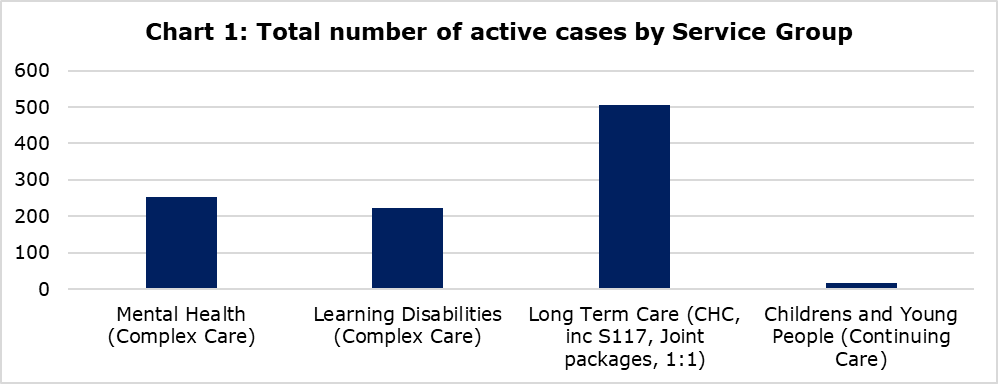 Chart 1: Total number of active cases by Service Group
600
500
400
300
200
100
0
Mental Health
(Complex Care)
Learning Disabilities
(Complex Care)
Long Term Care (CHC,
inc S117, Joint
packages, 1:1)
Childrens and Young
People (Continuing
Care)